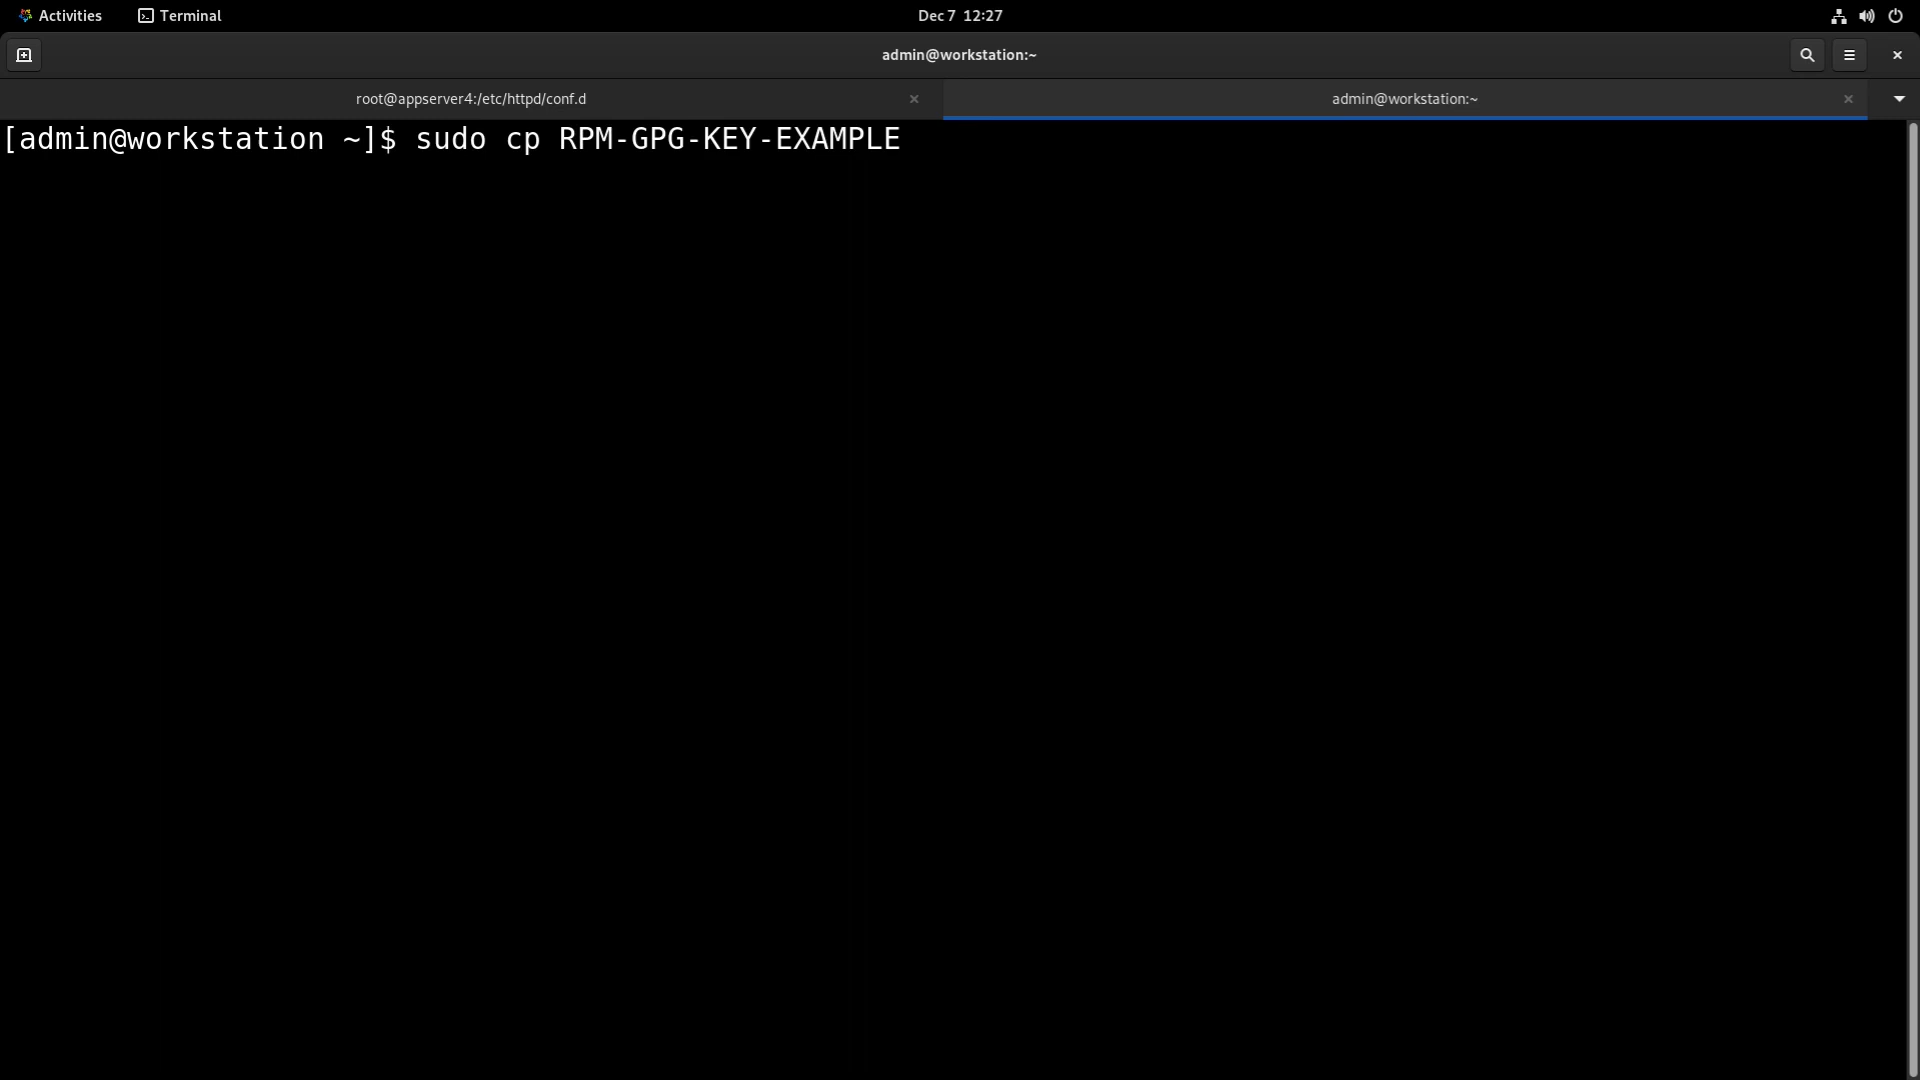 Activities Terminal Dec 7 12:27
admin@workstation:~
root@appserver4:/etc/httpd/conf.d admin@workstation:~
[admin@workstation ~]$ sudo cp RPM-GPG-KEY-EXAMPLE